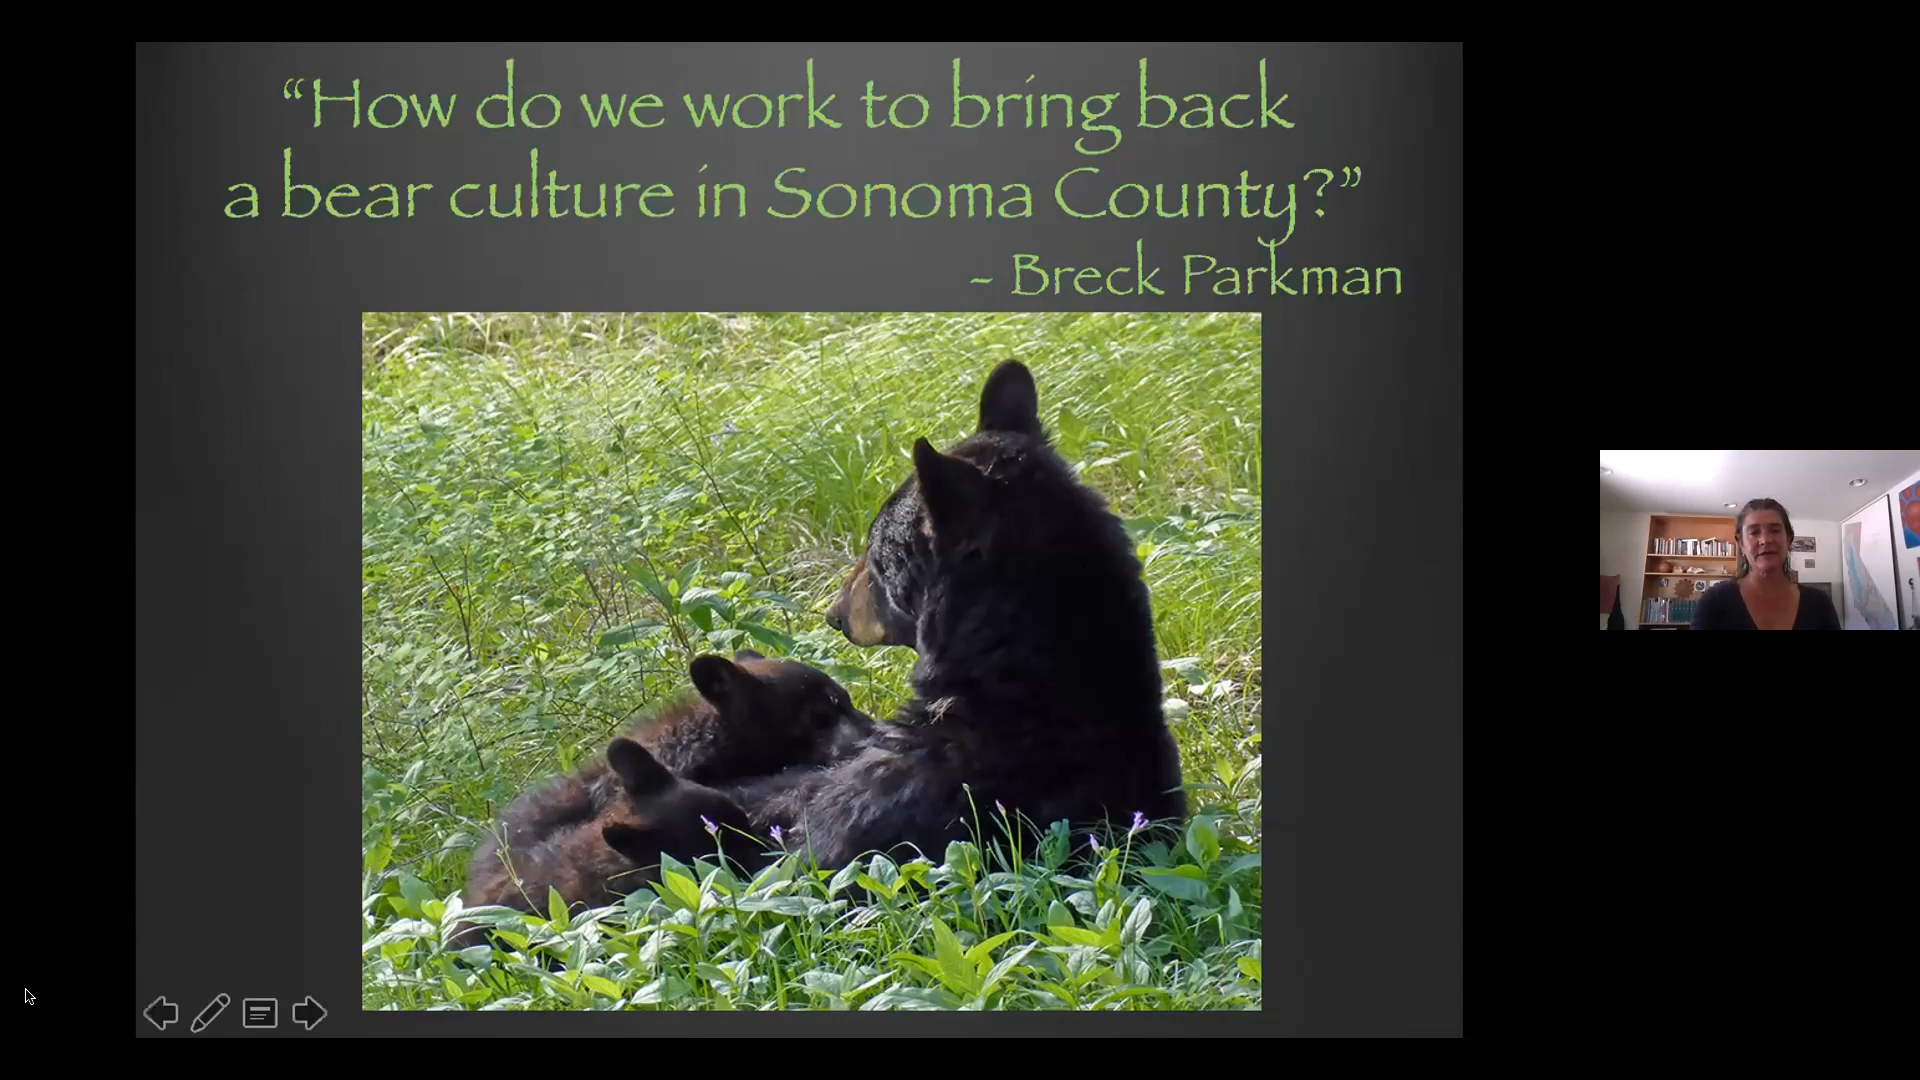 “How do we work to bring back
a bear culture in Sonoma County?”
- Breck Parkman